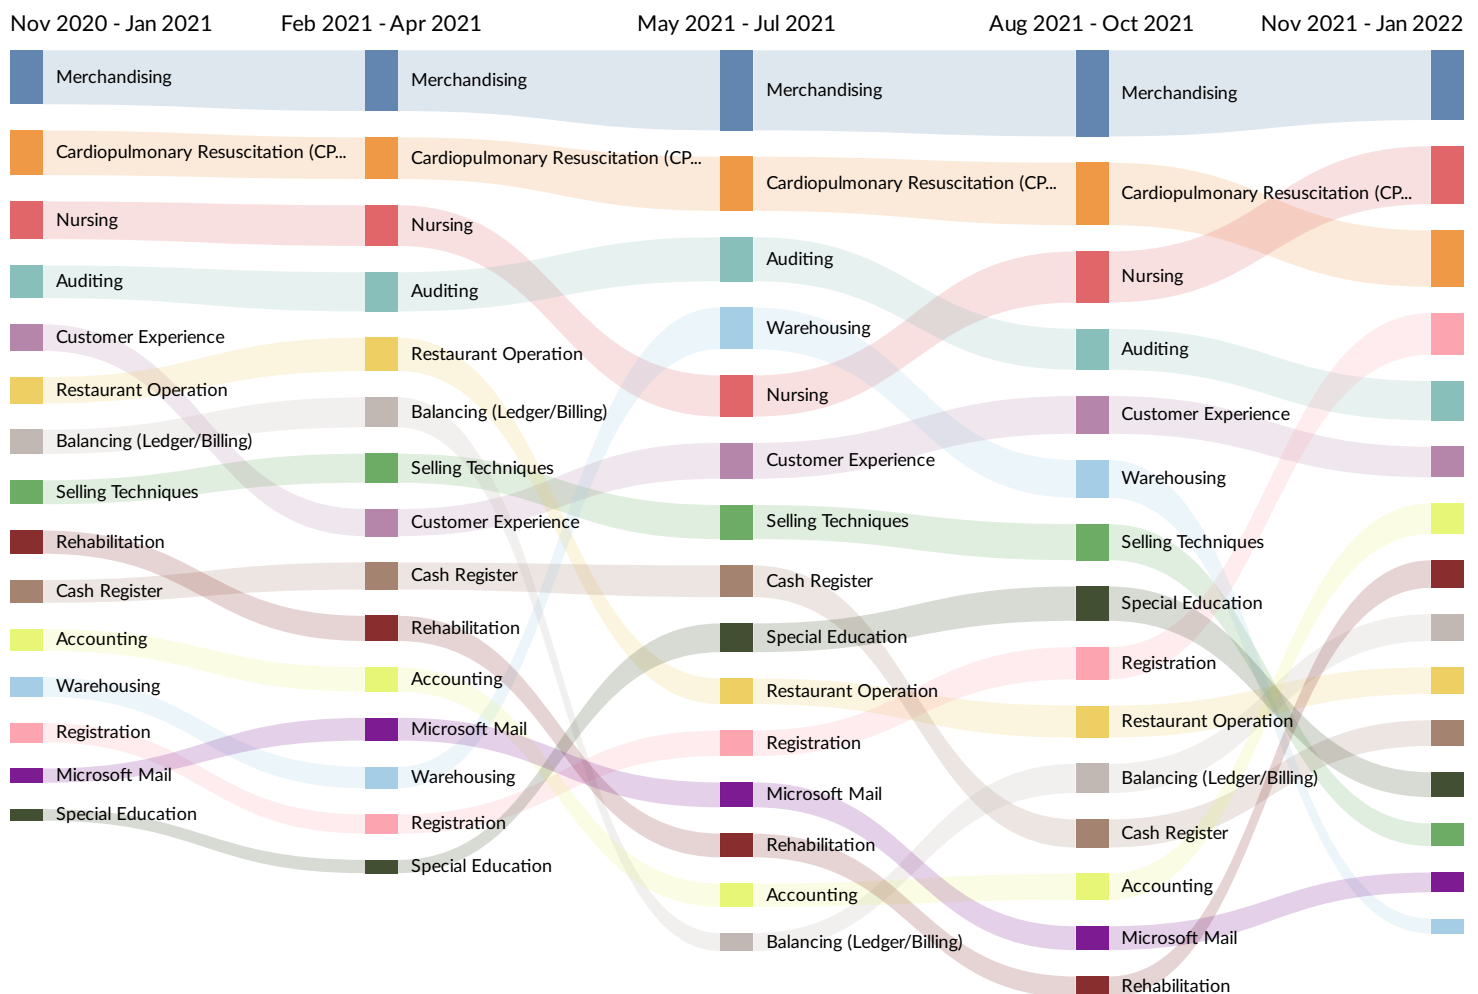 Nov 2020 - Jan 2021
Feb 2021 - Apr 2021
May 2021 - Jul 2021
Aug 2021 - Oct 2021
Nov 2021 - Jan 2022
Merchandising
Cardiopulmonary Resuscitation (CP...
Nursing
Auditing
Customer Experience
Restaurant Operation
Balancing (Ledger/Billing)
Selling Techniques
Rehabilitation
Cash Register
Accounting
Warehousing
Registration
Microsoft Mail
Special Education
Merchandising
Cardiopulmonary Resuscitation (CP...
Nursing
Auditing
Restaurant Operation
Balancing (Ledger/Billing)
Selling Techniques
Customer Experience
Cash Register
Rehabilitation
Accounting
Microsoft Mail
Warehousing
Registration
Special Education
Merchandising
Cardiopulmonary Resuscitation (CP...
Auditing
Warehousing
Nursing
Customer Experience
Selling Techniques
Cash Register
Special Education
Restaurant Operation
Registration
Microsoft Mail
Rehabilitation
Accounting
Balancing (Ledger/Billing)
Merchandising
Cardiopulmonary Resuscitation (CP...
Nursing
Auditing
Customer Experience
Warehousing
Selling Techniques
Special Education
Registration
Restaurant Operation
Balancing (Ledger/Billing)
Cash Register
Accounting
Microsoft Mail
Rehabilitation